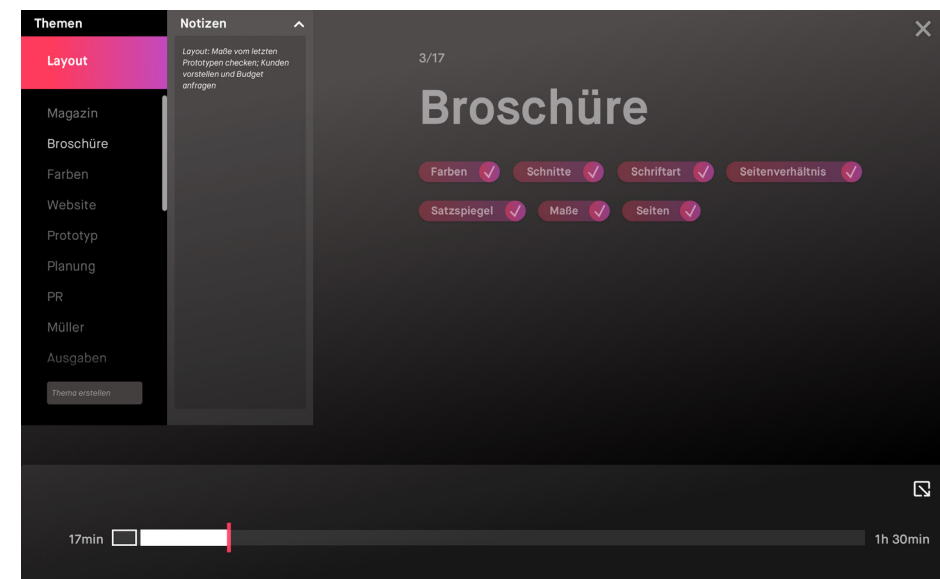 Themen
Layout
Magazin
Broschüre
Farben
Website
Prototyp
Planung
PR
Müller
Ausgaben
Thema erstellen
Notizen
Layout: Maße vom letzten
Prototypen checken; Kunden
vorstellen und Budget
anfragen
3/17
Broschüre
Farben Schnitte Schriftart Seitenverhältnis
Satzspiegel Maße Seiten
17min 1h 30min